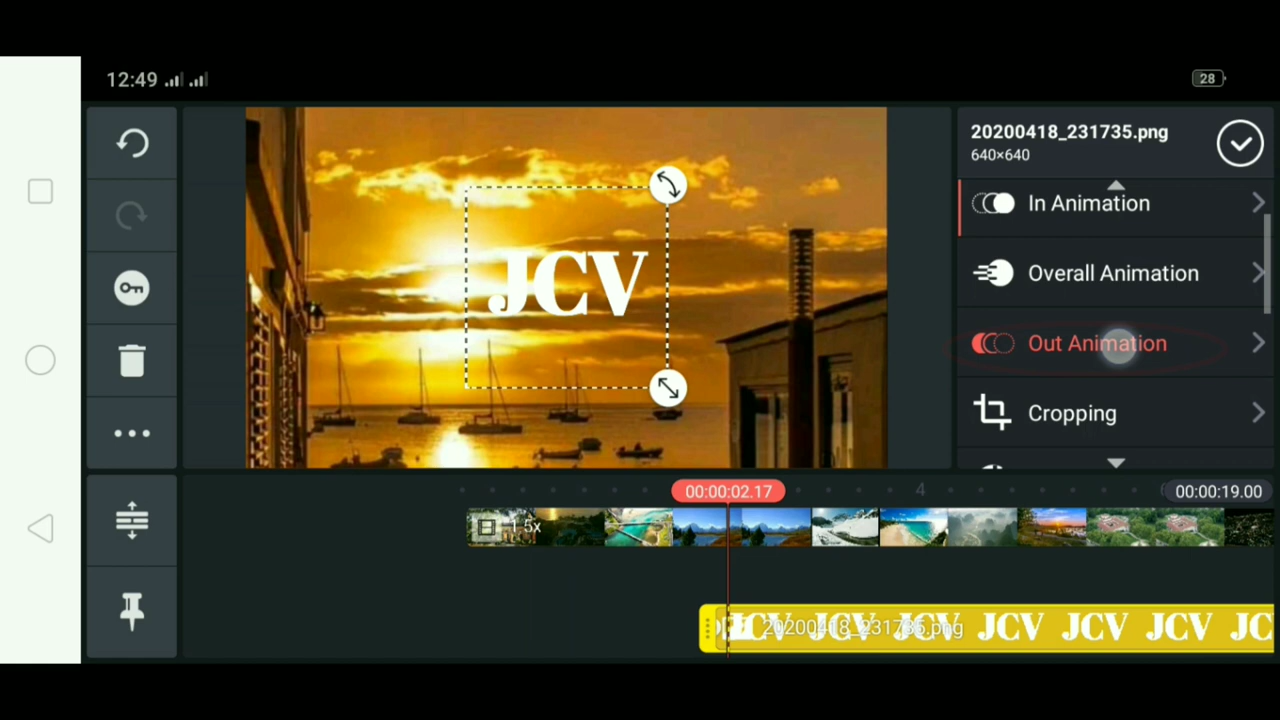 12:49
28
20200418_231735.png
640×640
In Animation
Overall Animation
Out Animation
Cropping
JCV
00:00:02.17
4
00:00:19.00
1.5x
JCV JCV JCV JCV JCV JCV JC
20200418_231735.png